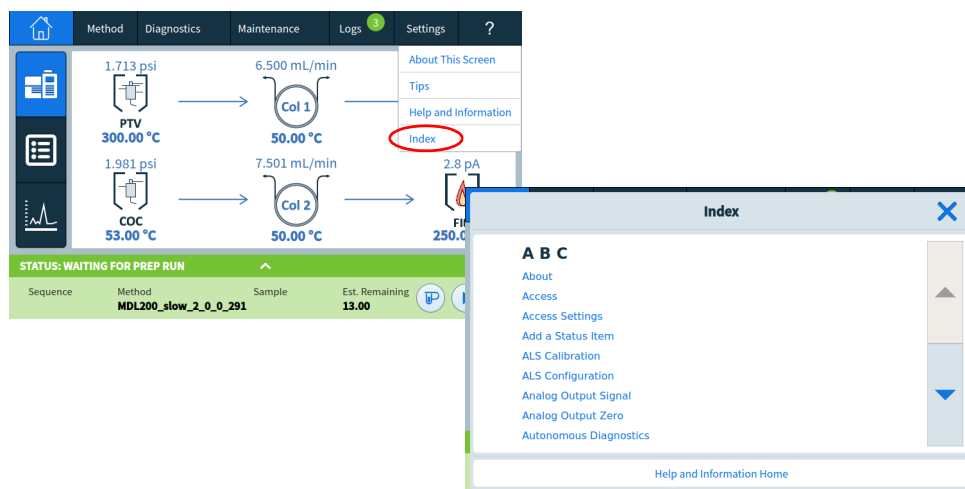 Method Diagnostics Maintenance Logs 3 Settings ?
About This Screen
Tips
Help and Information
Index
1.713 psi 6.500 mL/min
Col 1
PTV
300.00 °C 50.00 °C
1.981 psi 7.501 mL/min 2.8 pA
Col 2
COC
53.00 °C 50.00 °C
STATUS: WAITING FOR PREP RUN
Sequence Method Sample Est. Remaining
MDL200_slow_2_0_0_291 13.00
Index
A B C
About
Access
Access Settings
Add a Status Item
ALS Calibration
ALS Configuration
Analog Output Signal
Analog Output Zero
Autonomous Diagnostics
Help and Information Home